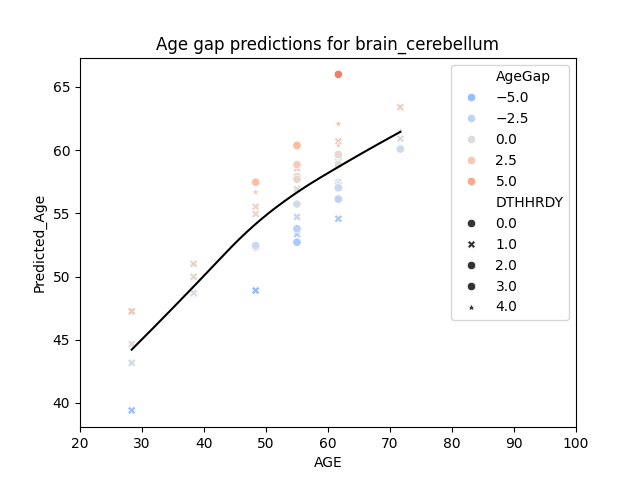 Age gap predictions for brain_cerebellum
Predicted_Age
65
60
55
50
45
40
20 30 40 50 60 70 80 90 100
AGE
AgeGap
−5.0
−2.5
0.0
2.5
5.0
DTHHRDY
0.0
1.0
2.0
3.0
4.0